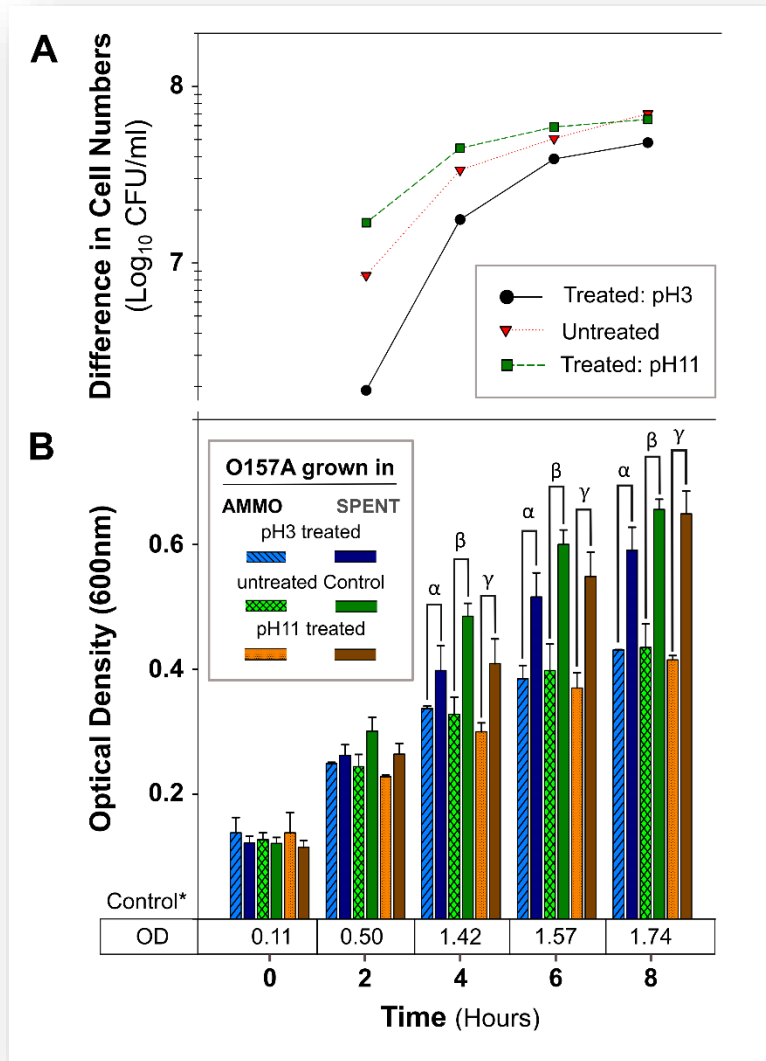 A
Difference in Cell Numbers
(Log10 CFU/ml)
8
7
Treated: pH3
Untreated
Treated: pH11
B
Optical Density (600nm)
O157A grown in
AMMO SPENT
pH3 treated
untreated Control
pH11 treated
α β γ
α β γ
α β γ
0.6
0.4
0.2
Control*
OD 0.11 0.50 1.42 1.57 1.74
0 2 4 6 8
Time (Hours)